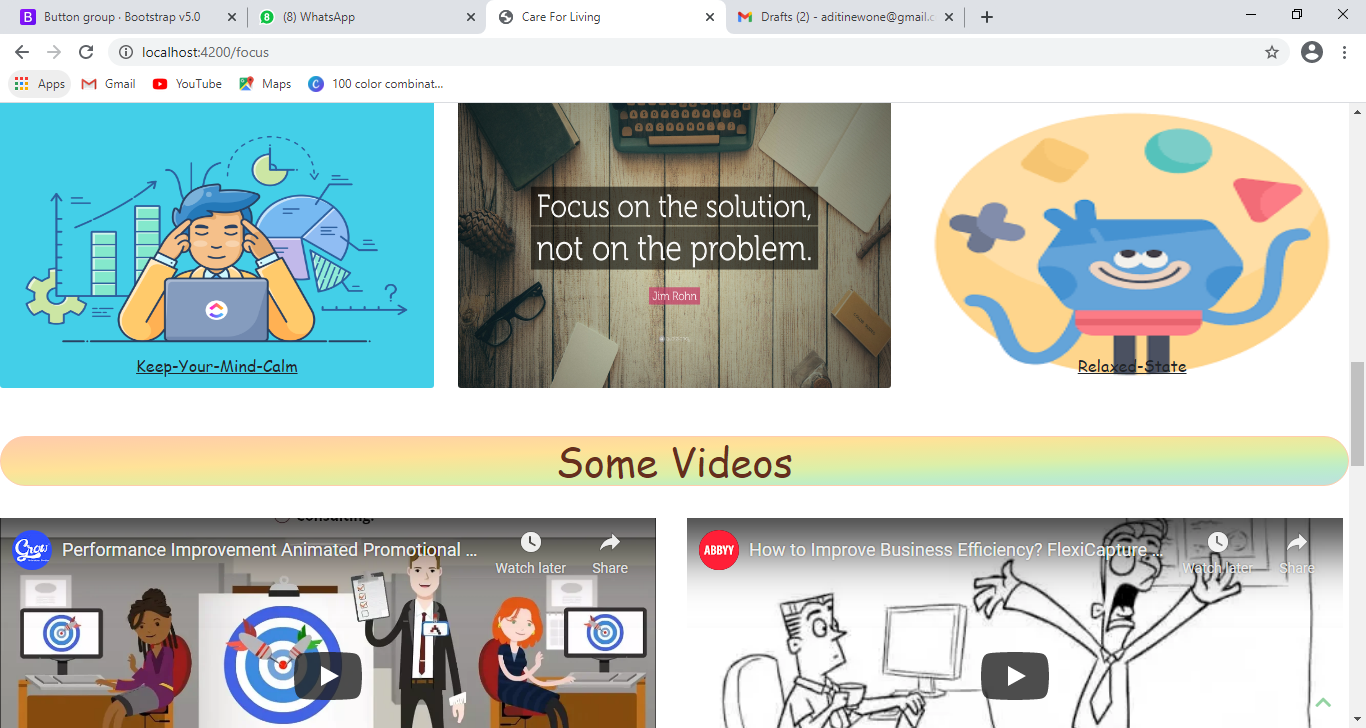 Button group · Bootstrap v5.0
(8) WhatsApp
Care For Living
Drafts (2) - aditinewone@gmail.c
localhost:4200/focus
Apps
Gmail
YouTube
Maps
100 color combinat...
Focus on the solution,
not on the problem.
Jim Rohn
?
Keep-Your-Mind-Calm
Relaxed-State
Some Videos
Consulting.
Grow
Performance Improvement Animated Promotional ...
Watch later
Share
ABBYY
How to Improve Business Efficiency? FlexiCapture ...
Watch later
Share